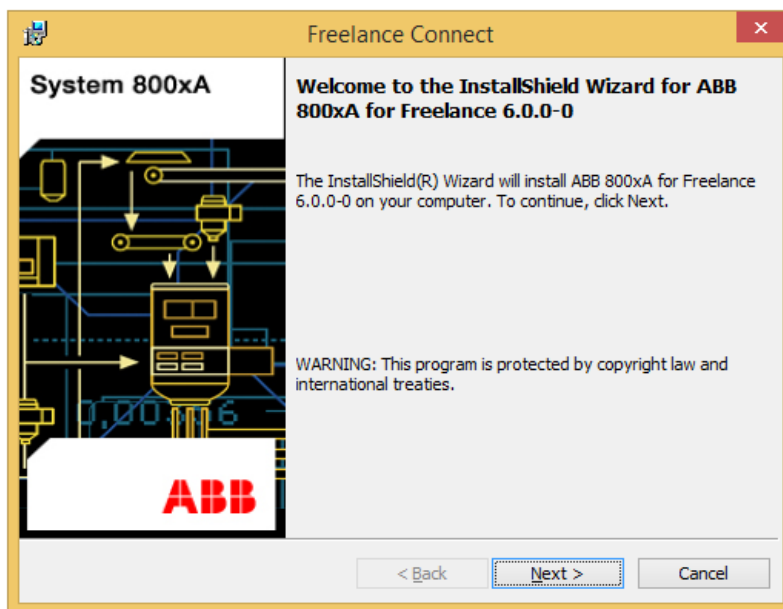 Freelance Connect
System 800xA
Welcome to the InstallShield Wizard for ABB
800xA for Freelance 6.0.0-0
The InstallShield(R) Wizard will install ABB 800xA for Freelance
6.0.0-0 on your computer. To continue, click Next.
WARNING: This program is protected by copyright law and
international treaties.
ABB
< Back
Next >
Cancel